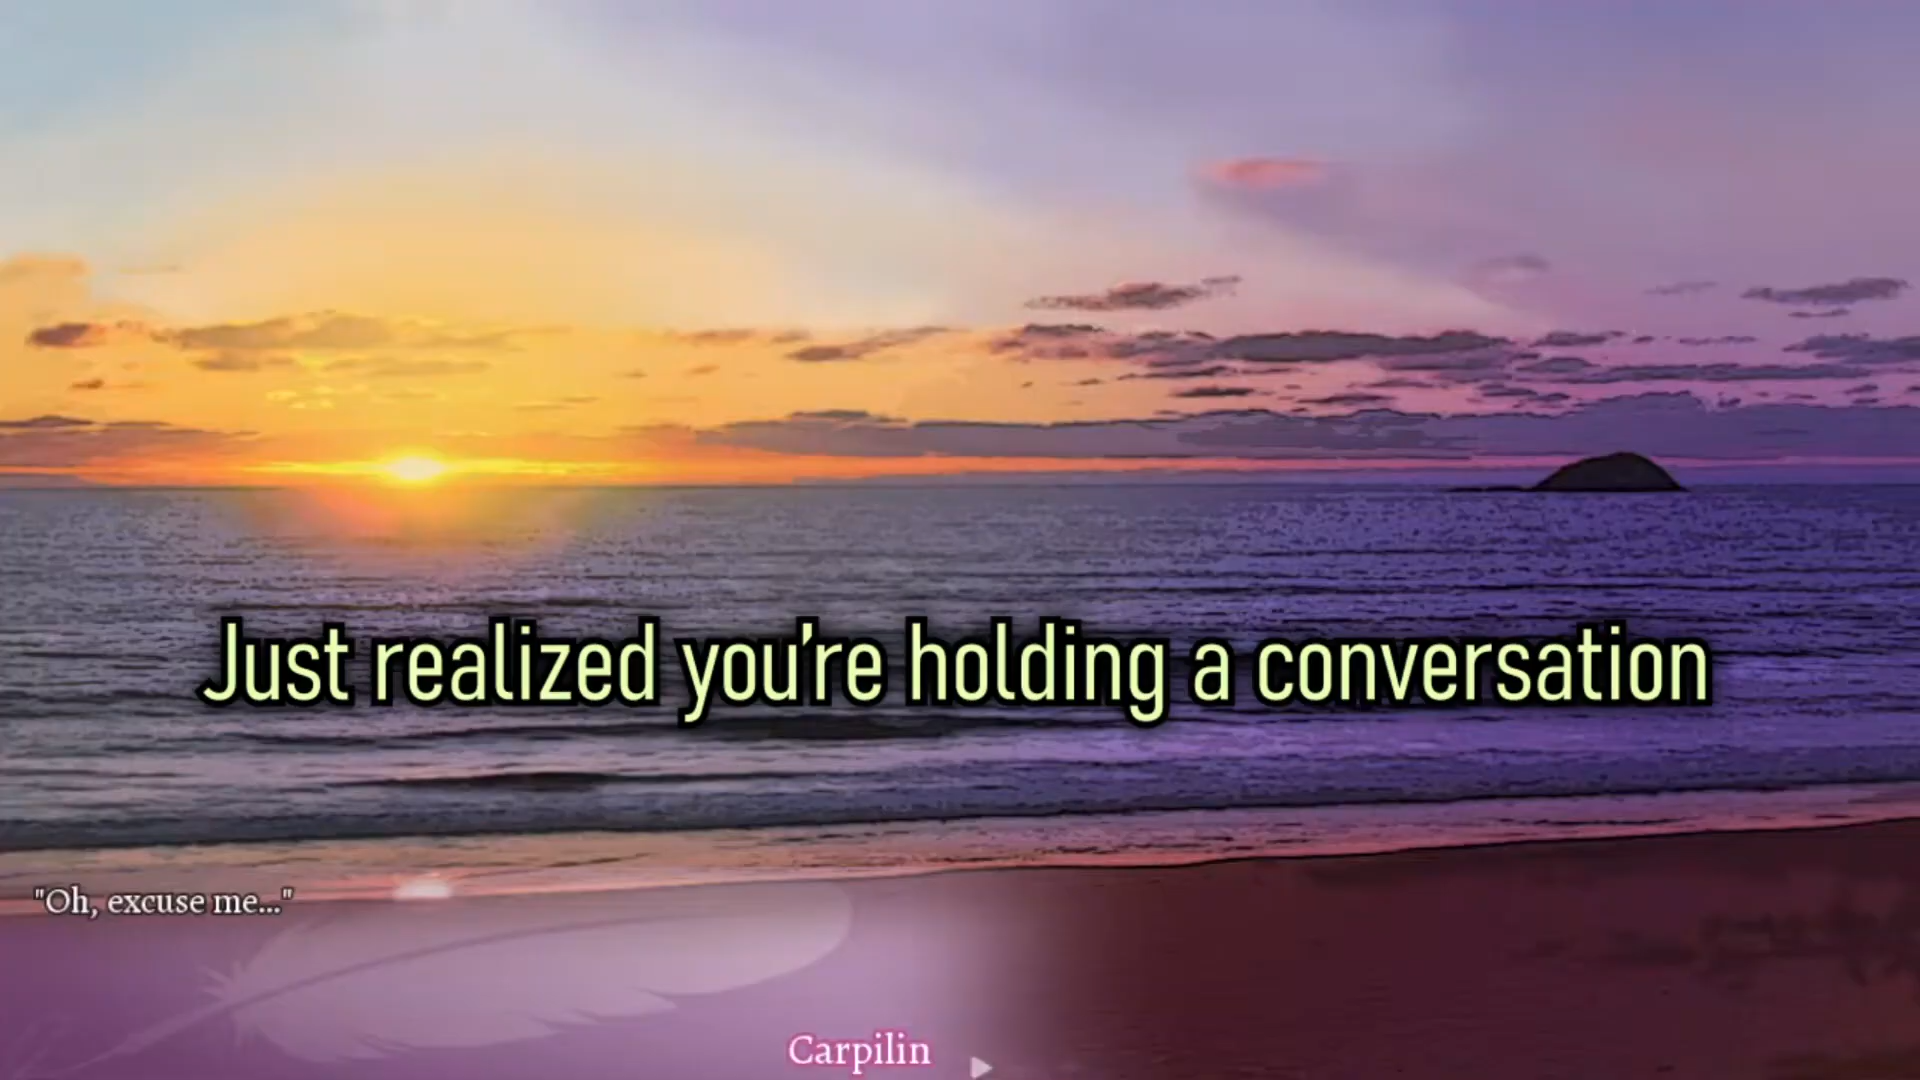 Just realized you’re holding a conversation
"Oh, excuse me..."
Carpilin